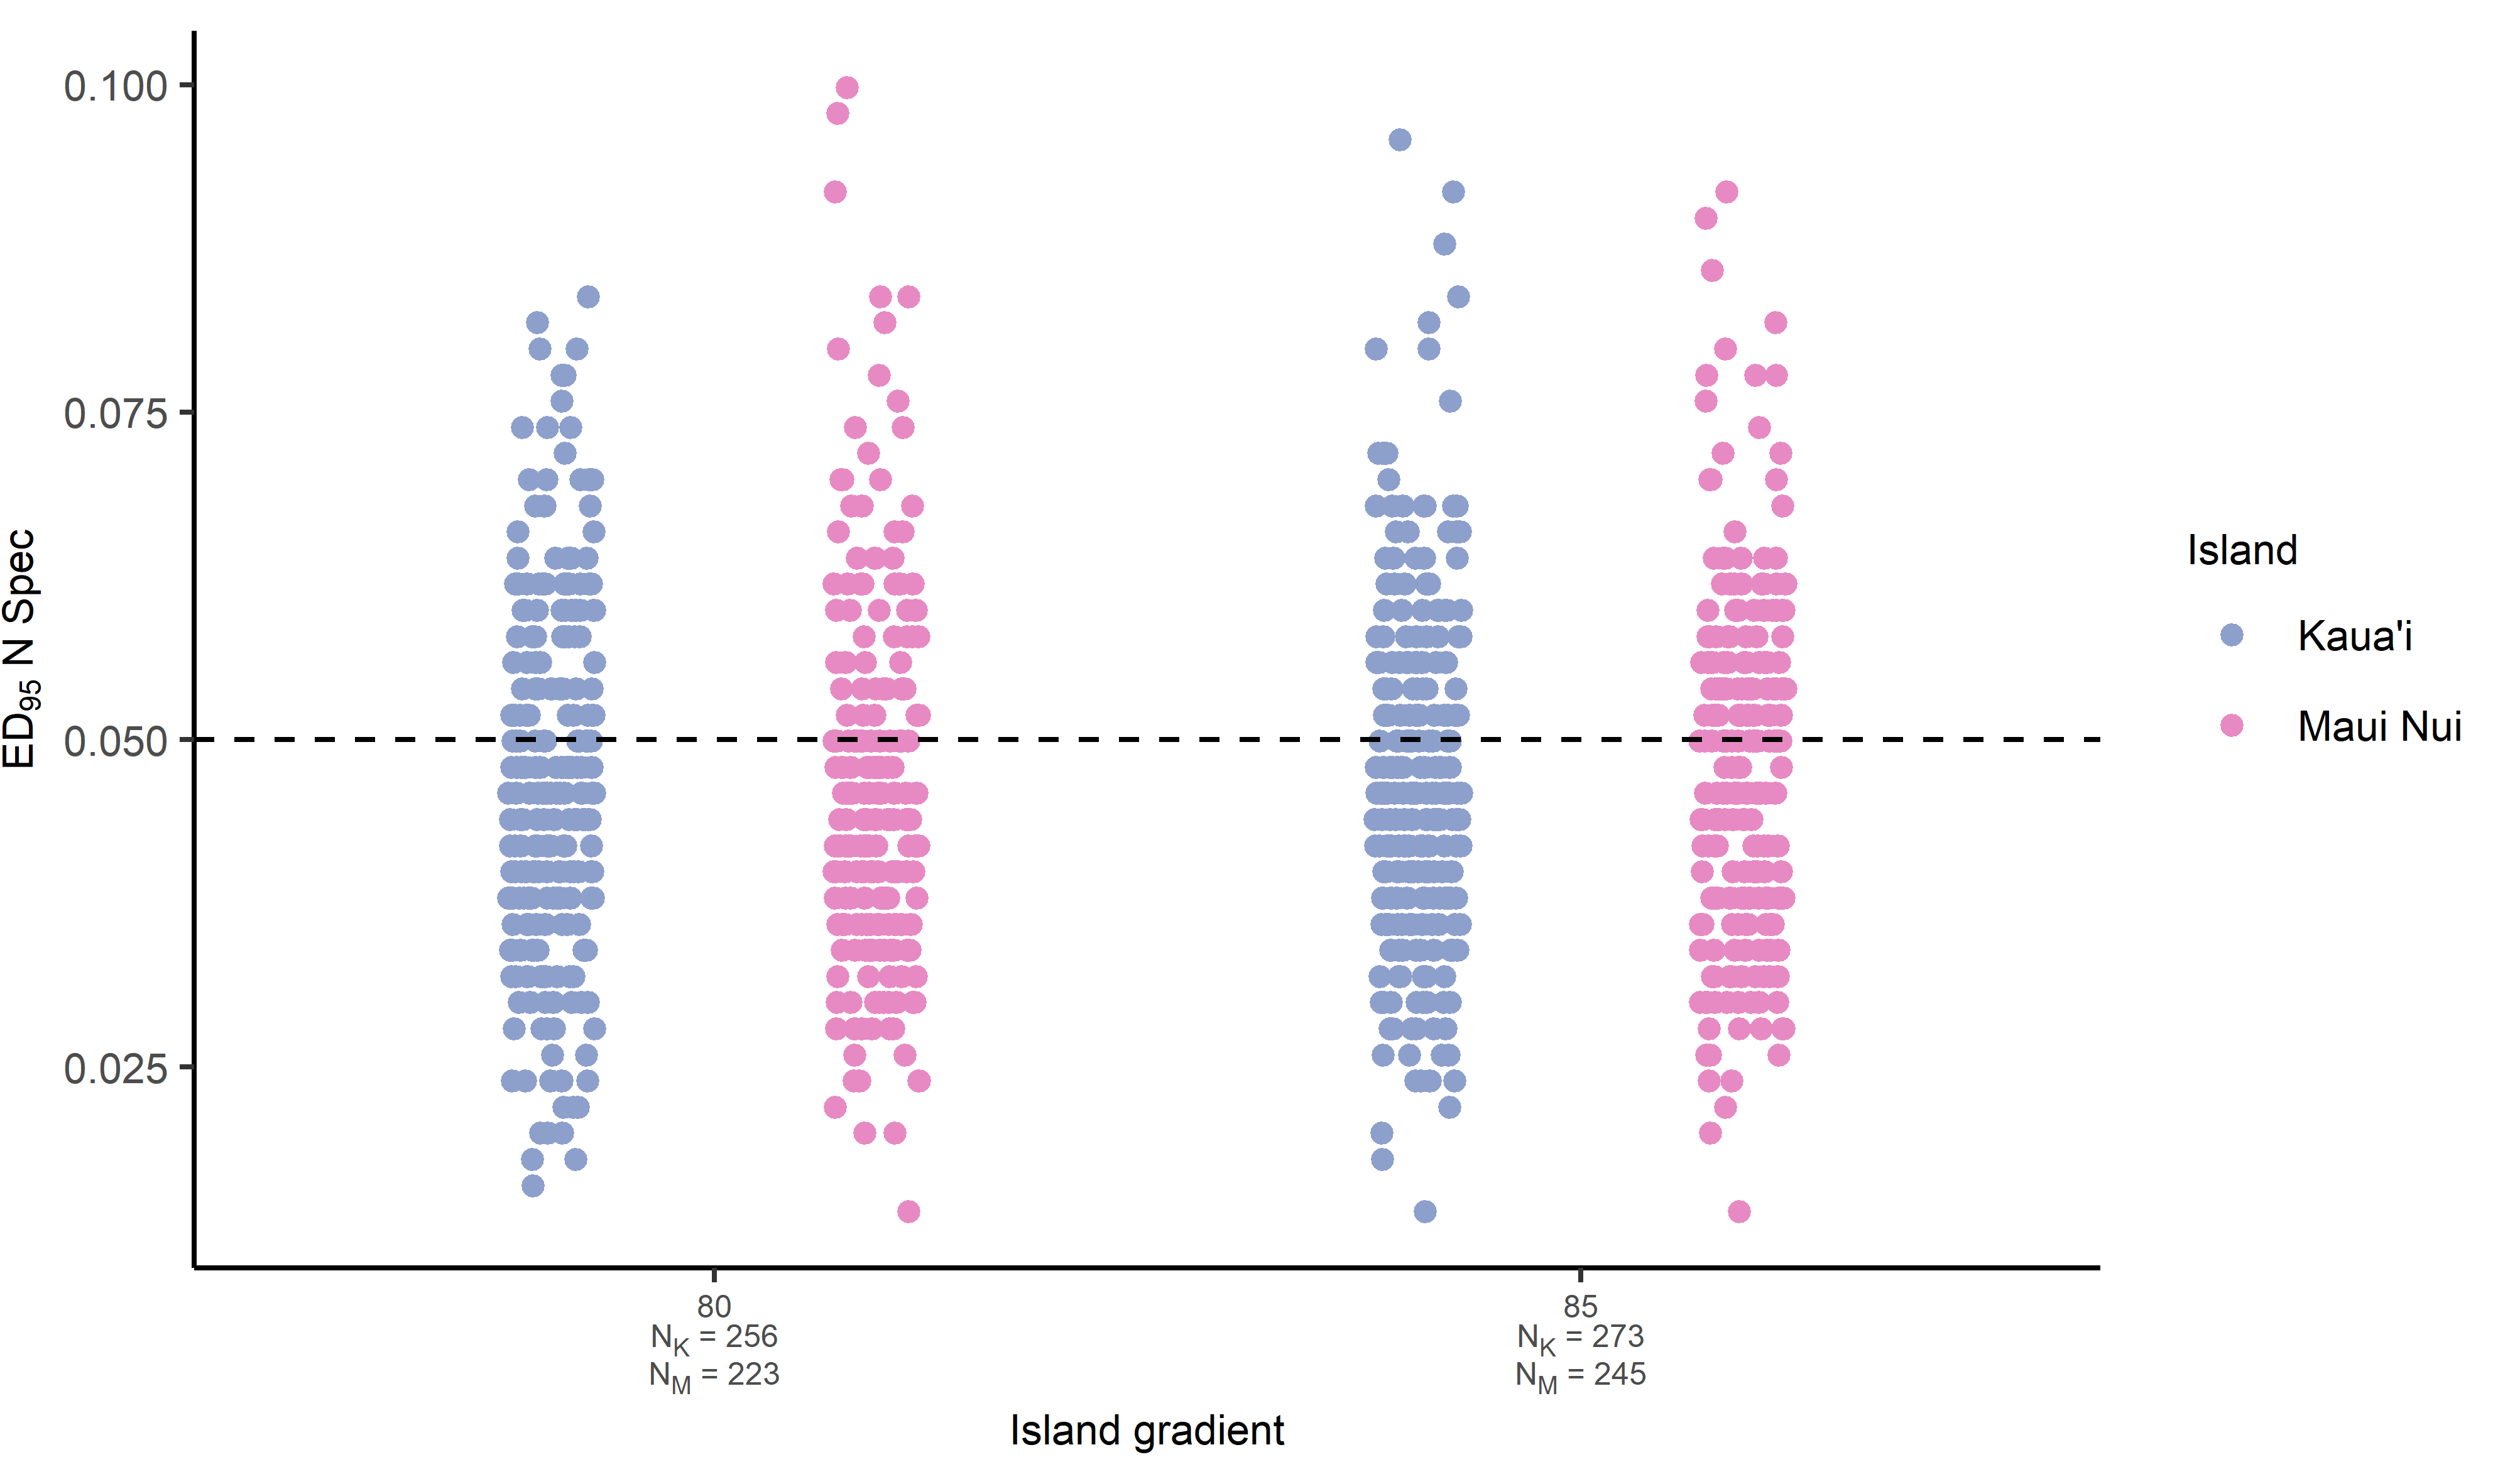 0.100
0.075
0.050
0.025
ED95 N Spec
80
NK = 256
NM = 223
85
NK = 273
NM = 245
Island gradient
Island
Kaua'i
Maui Nui